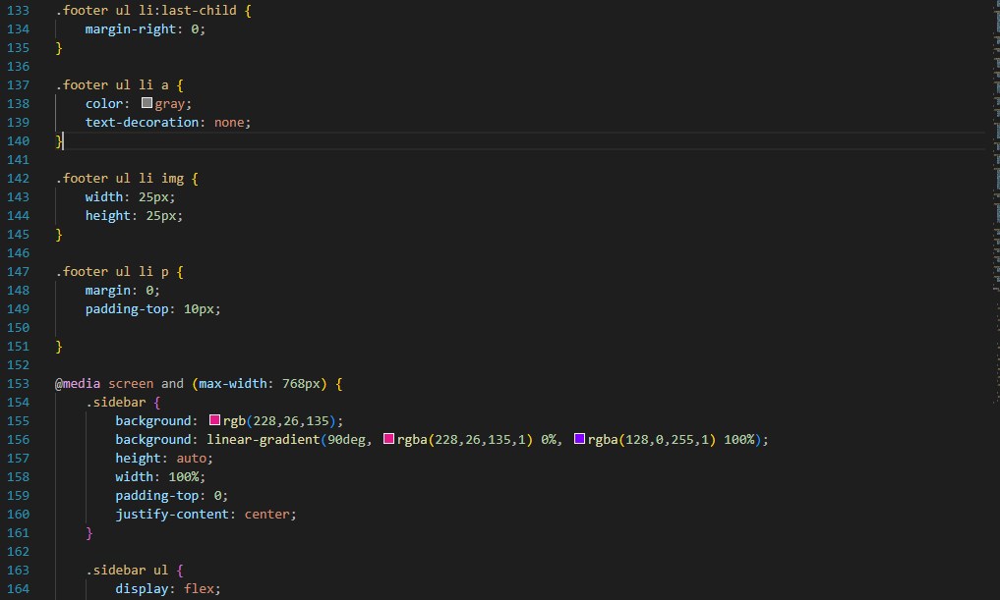 133 .footer ul li:last-child {
134     margin-right: 0;
135 }
136
137 .footer ul li a {
138     color: gray;
139     text-decoration: none;
140 }
141
142 .footer ul li img {
143     width: 25px;
144     height: 25px;
145 }
146
147 .footer ul li p {
148     margin: 0;
149     padding-top: 10px;
150
151 }
152
153 @media screen and (max-width: 768px) {
154     .sidebar {
155         background: rgb(228,26,135);
156         background: linear-gradient(90deg, rgba(228,26,135,1) 0%, rgba(128,0,255,1) 100%);
157         height: auto;
158         width: 100%;
159         padding-top: 0;
160         justify-content: center;
161     }
162
163     .sidebar ul {
164         display: flex;